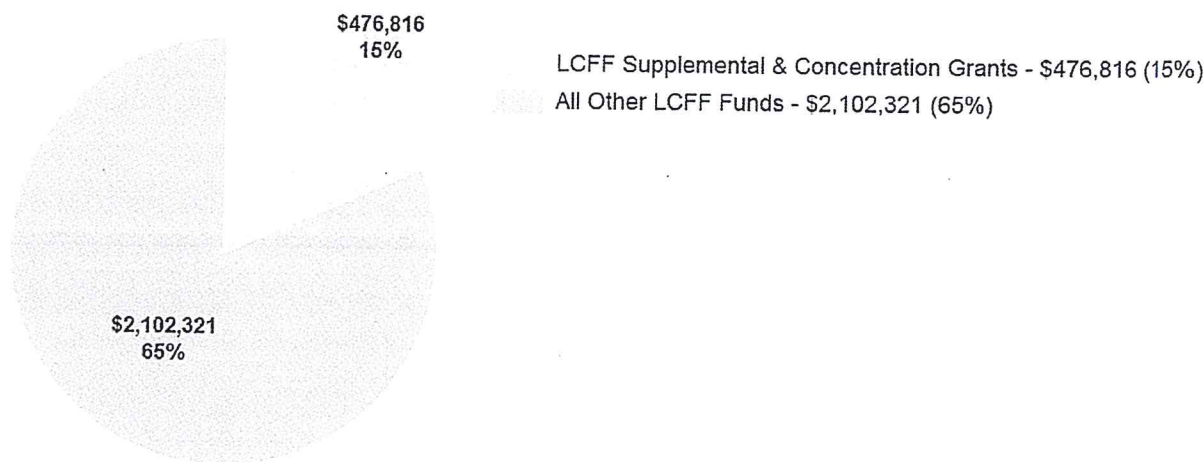 $476,816
15%
LCFF Supplemental & Concentration Grants - $476,816 (15%)
All Other LCFF Funds - $2,102,321 (65%)
$2,102,321
65%